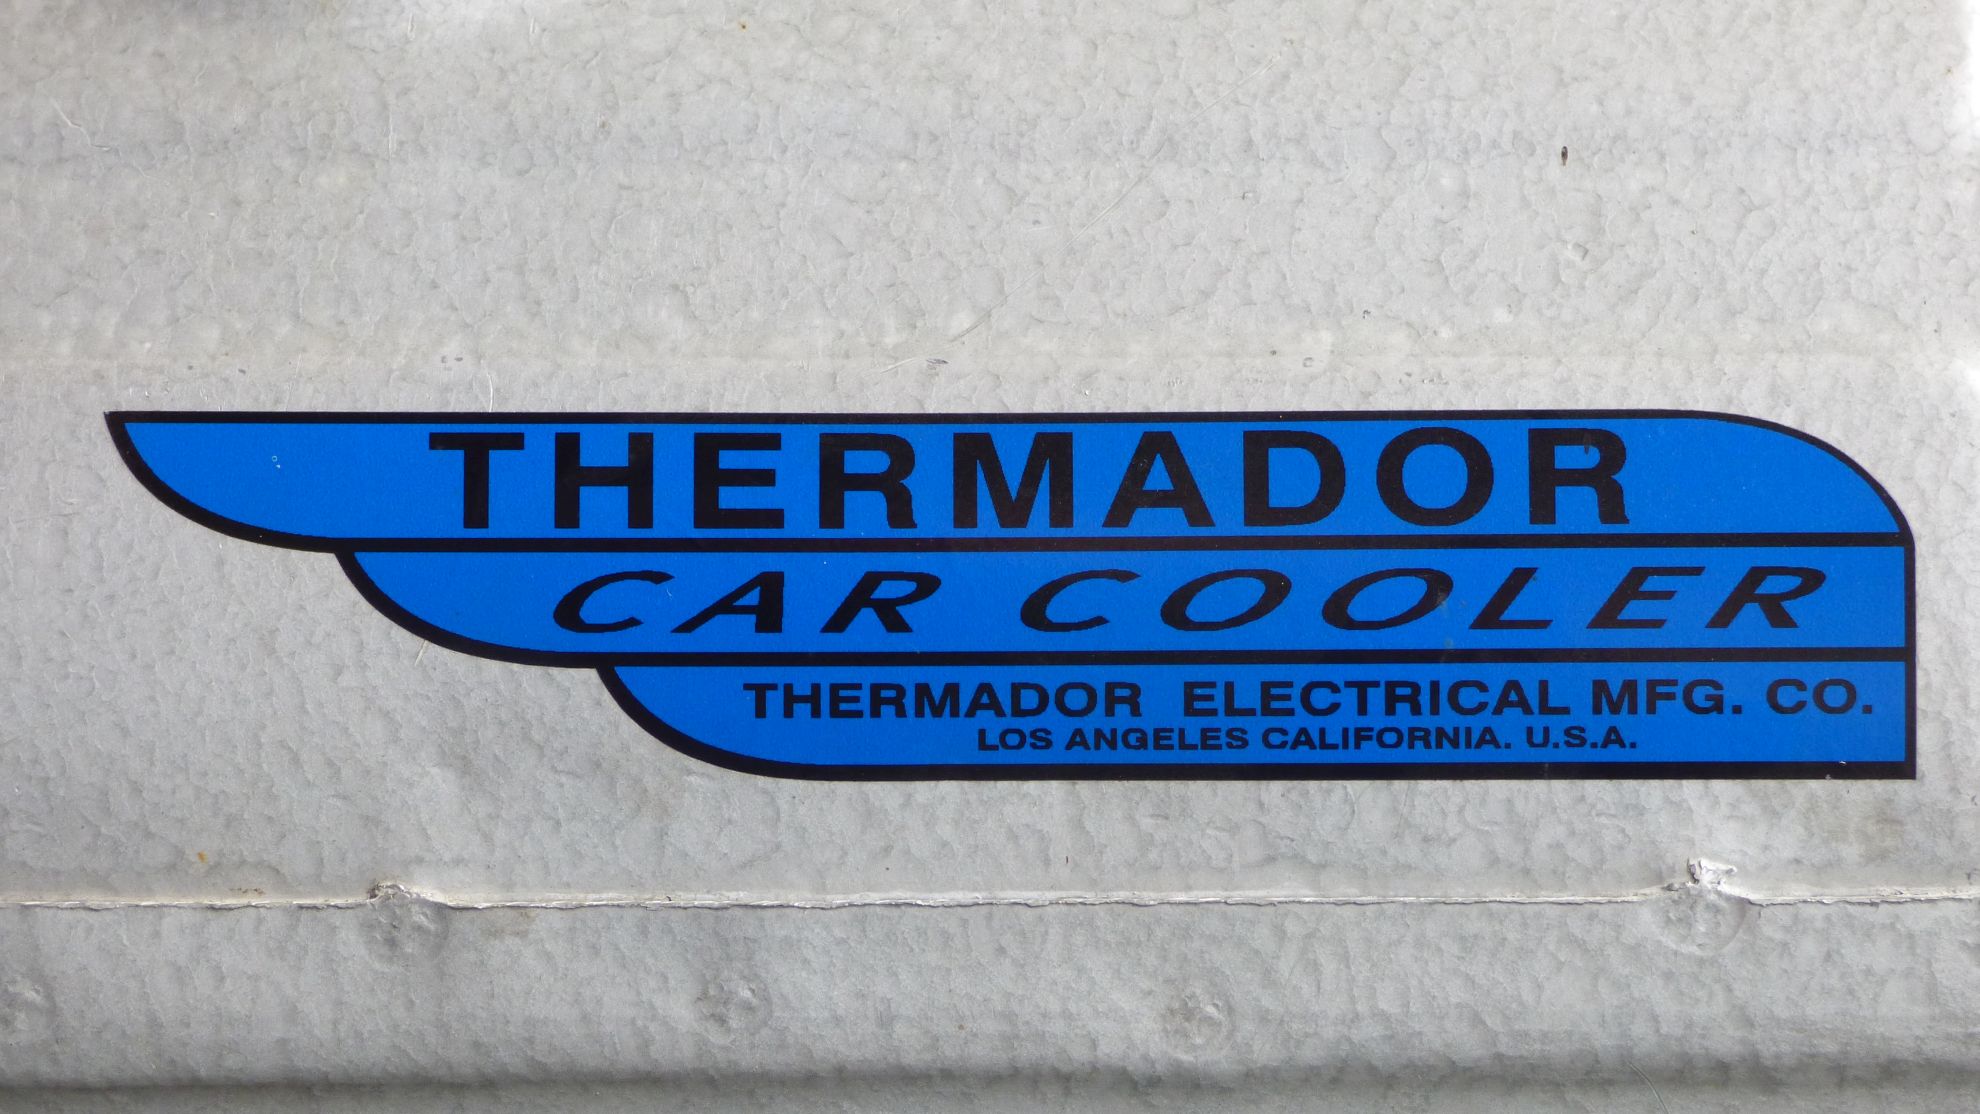 THERMADOR
CAR COOLER
THERMADOR ELECTRICAL MFG. CO.
LOS ANGELES CALIFORNIA. U.S.A.